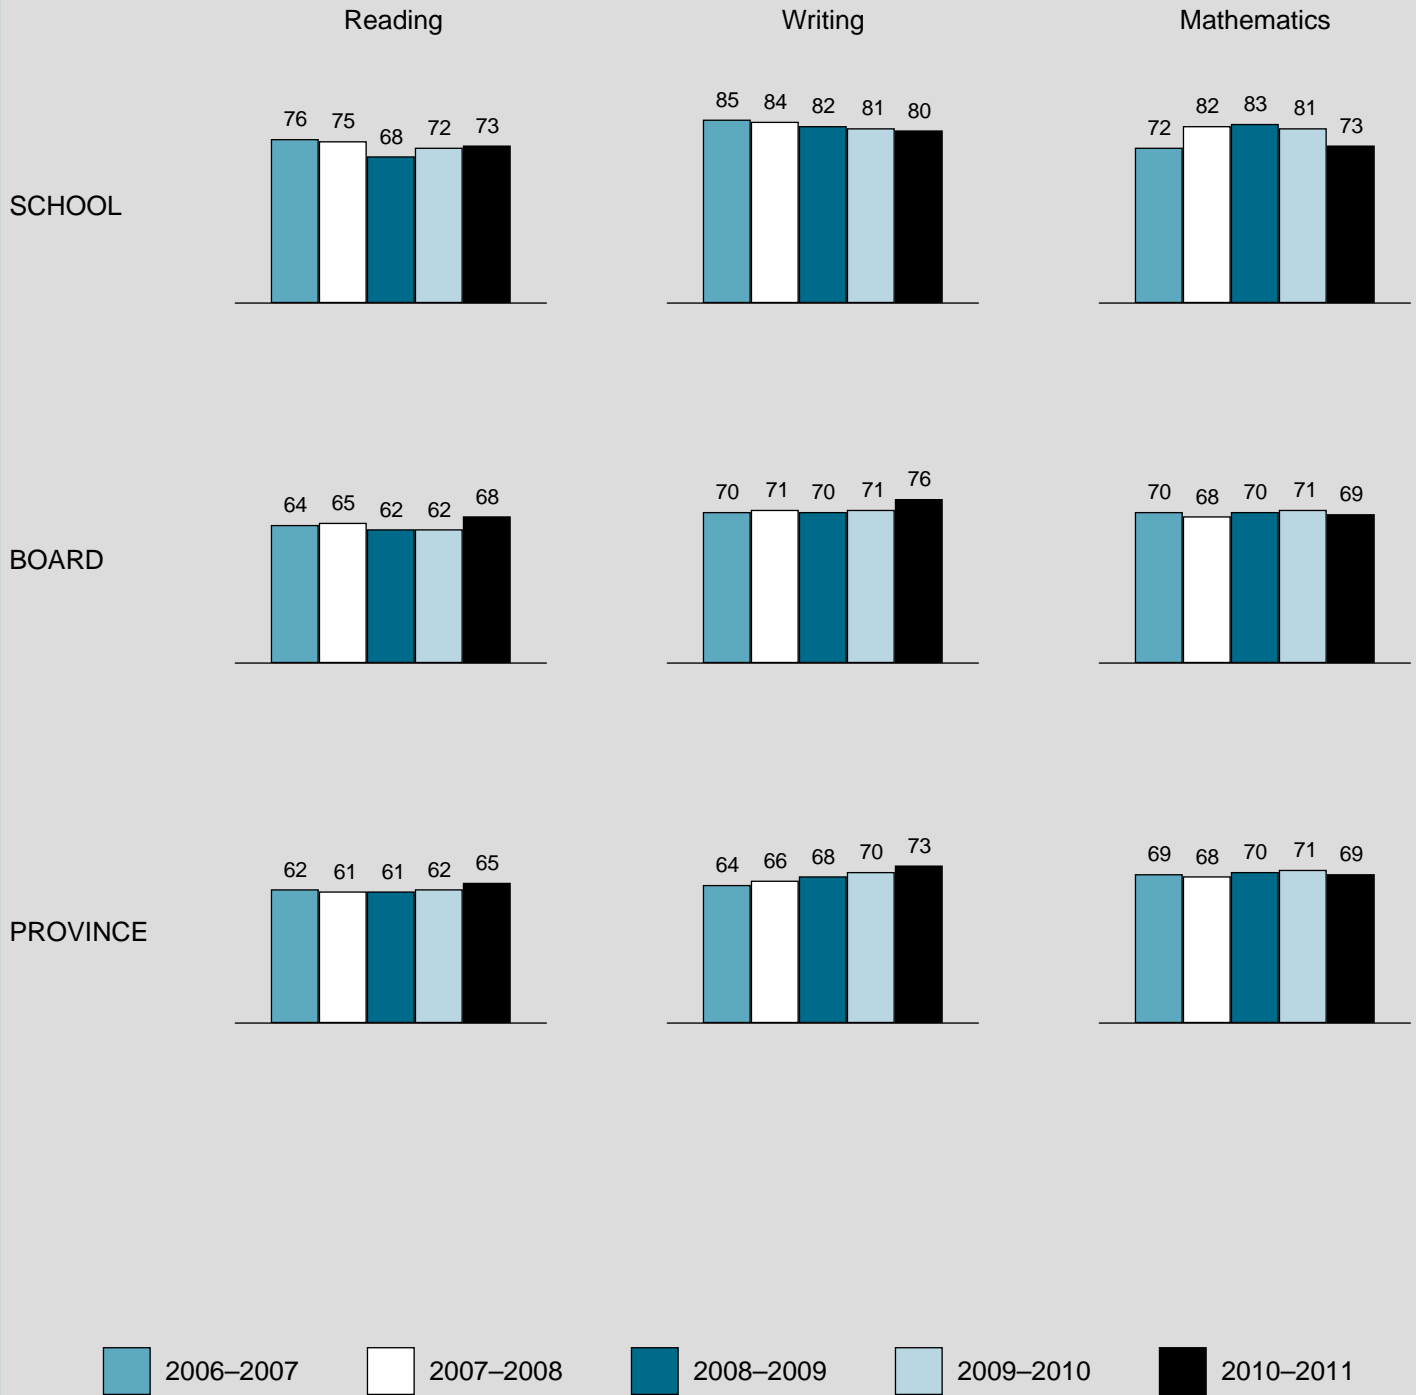 Reading Writing Mathematics
SCHOOL
76 75 68 72 73
85 84 82 81 80
72 82 83 81 73
BOARD
64 65 62 62 68
70 71 70 71 76
70 68 70 71 69
PROVINCE
62 61 61 62 65
64 66 68 70 73
69 68 70 71 69
2006–2007 2007–2008 2008–2009 2009–2010 2010–2011